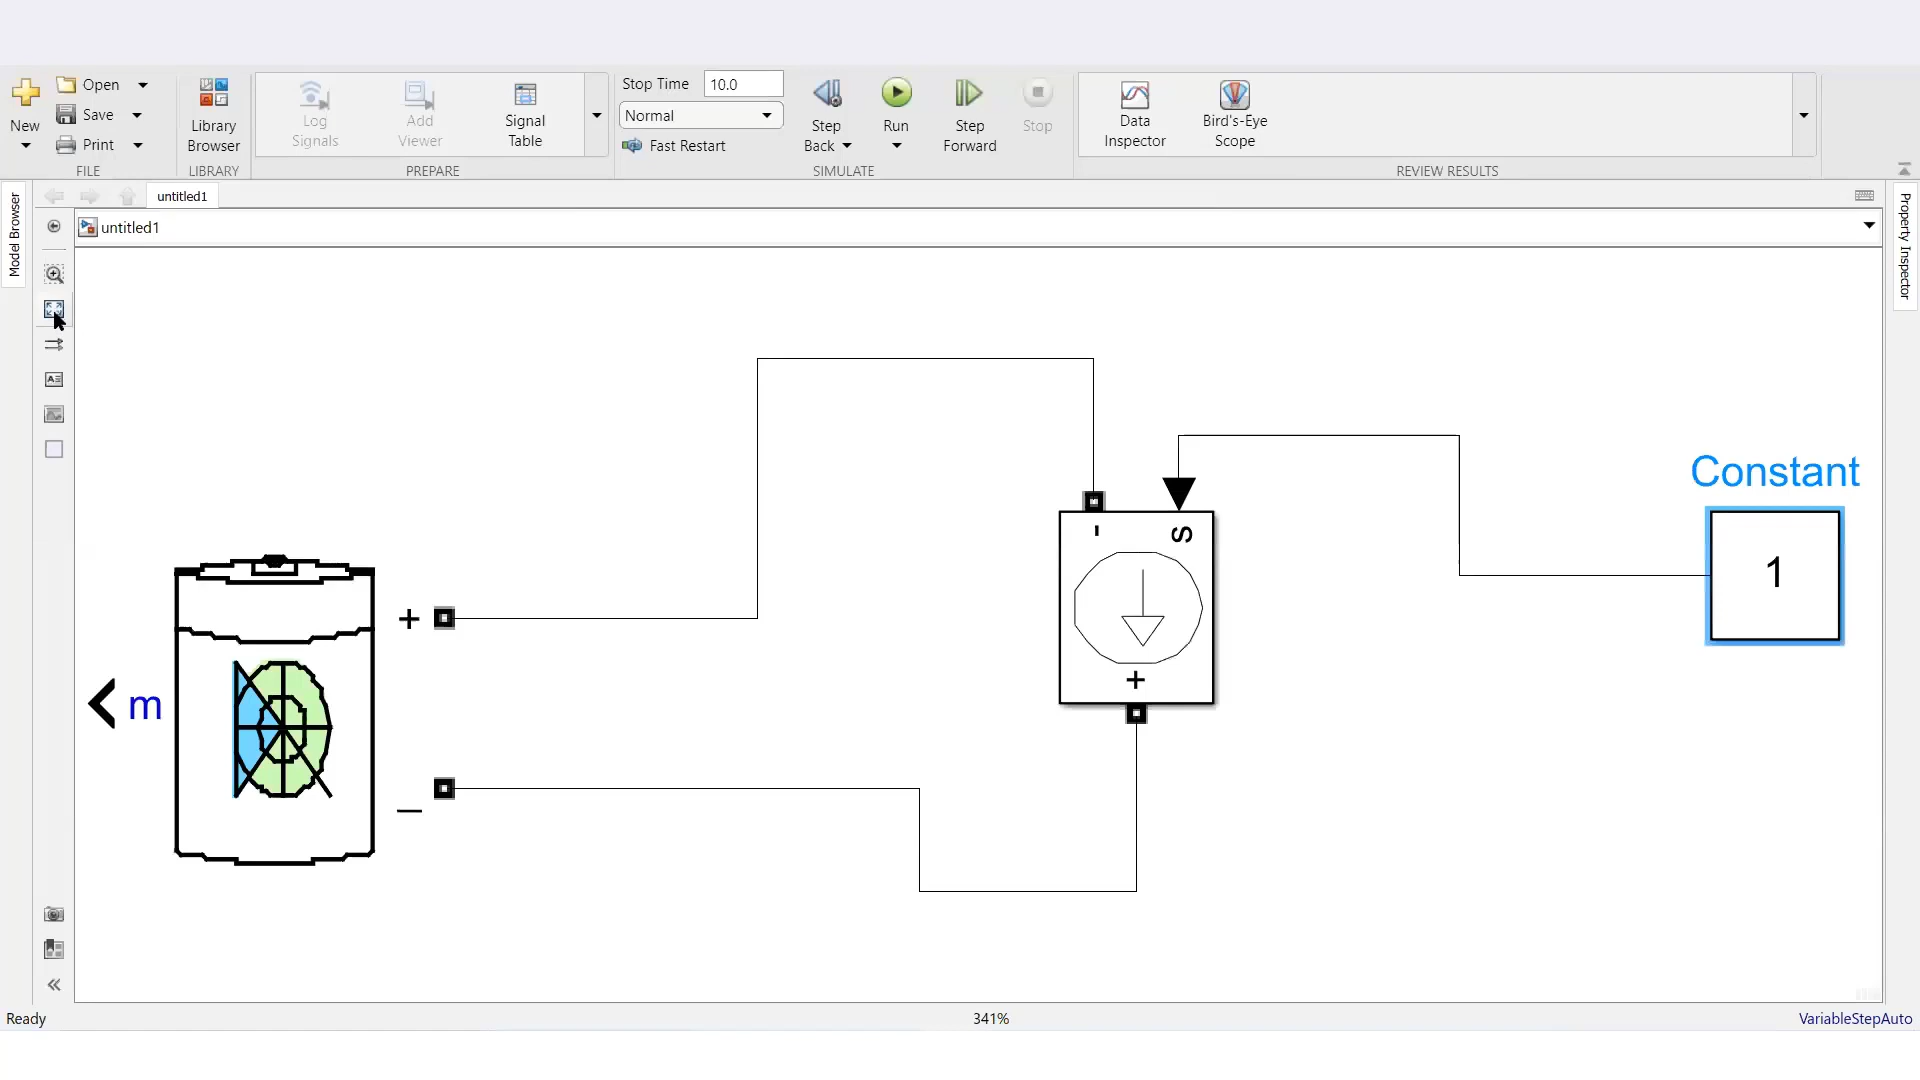 New
Open
Save
Print
FILE
Library
Browser
LIBRARY
Log
Signals
Add
Viewer
Signal
Table
PREPARE
Stop Time 10.0
Normal
Fast Restart
Step
Back
Run
Step
Forward
Stop
SIMULATE
Data
Inspector
Bird's-Eye
Scope
REVIEW RESULTS
Model Browser
untitled1
untitled1
Property Inspector
Constant
1
- s
+
+
m
–
Ready
341%
VariableStepAuto